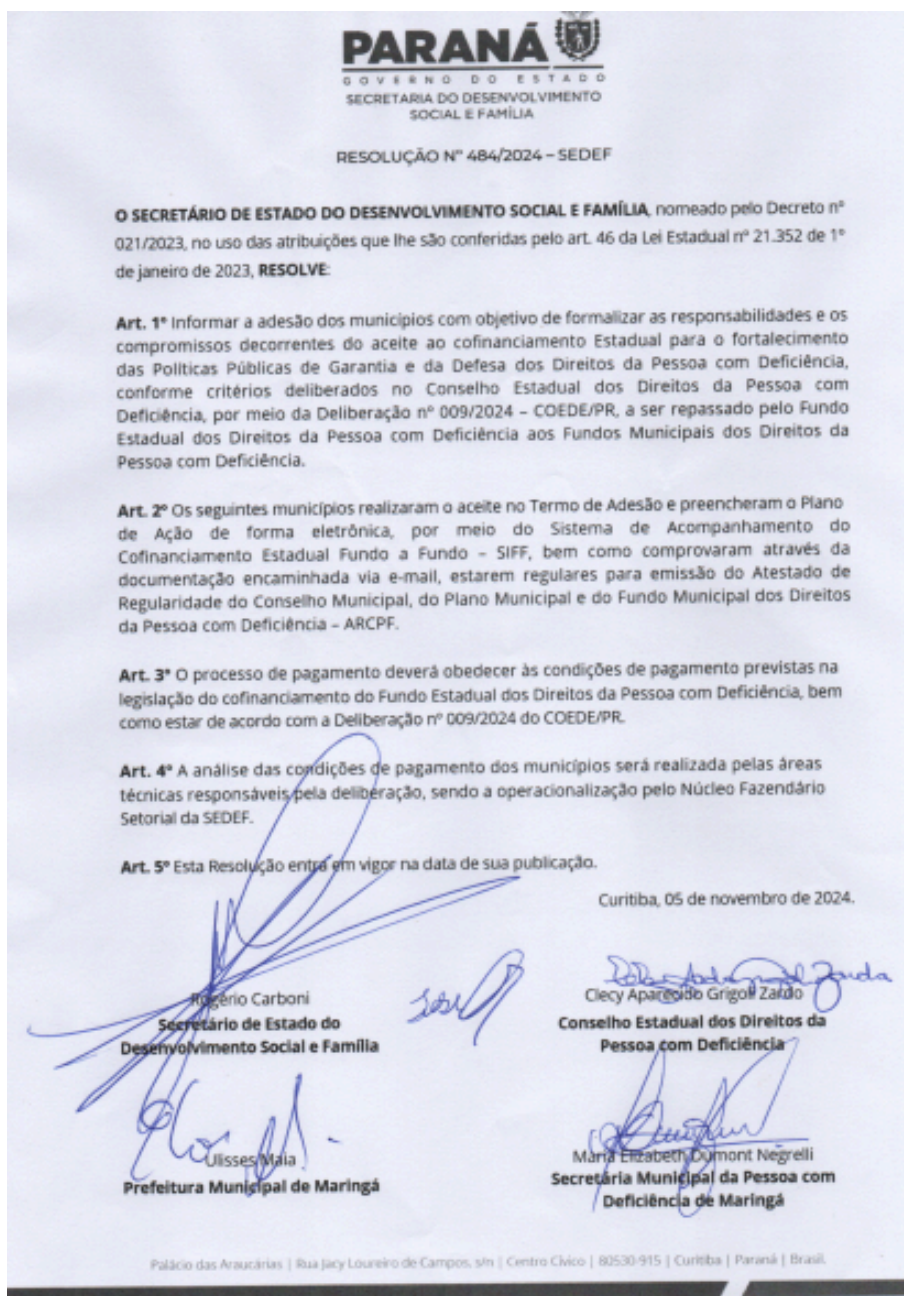 PARANÁ
GOVERNO DO ESTADO
SECRETARIA DO DESENVOLVIMENTO
SOCIAL E FAMÍLIA
RESOLUÇÃO Nº 484/2024 – SEDEF
O SECRETÁRIO DE ESTADO DO DESENVOLVIMENTO SOCIAL E FAMÍLIA, nomeado pelo Decreto nº
021/2023, no uso das atribuições que lhe são conferidas pelo art. 46 da Lei Estadual nº 21.352 de 1º
de janeiro de 2023, RESOLVE:
Art. 1º Informar a adesão dos municípios com objetivo de formalizar as responsabilidades e os
compromissos decorrentes do aceite ao cofinanciamento Estadual para o fortalecimento
das Políticas Públicas de Garantia e da Defesa dos Direitos da Pessoa com Deficiência,
conforme critérios deliberados no Conselho Estadual dos Direitos da Pessoa com
Deficiência, por meio da Deliberação nº 009/2024 – COEDE/PR, a ser repassado pelo Fundo
Estadual dos Direitos da Pessoa com Deficiência aos Fundos Municipais dos Direitos da
Pessoa com Deficiência.
Art. 2º Os seguintes municípios realizaram o aceite no Termo de Adesão e preencheram o Plano
de Ação de forma eletrônica, por meio do Sistema de Acompanhamento do
Cofinanciamento Estadual Fundo a Fundo – SIFF, bem como comprovaram através da
documentação encaminhada via e-mail, estarem regulares para emissão do Atestado de
Regularidade do Conselho Municipal, do Plano Municipal e do Fundo Municipal dos Direitos
da Pessoa com Deficiência – ARCPF.
Art. 3º O processo de pagamento deverá obedecer às condições de pagamento previstas na
legislação do cofinanciamento do Fundo Estadual dos Direitos da Pessoa com Deficiência, bem
como estar de acordo com a Deliberação nº 009/2024 do COEDE/PR.
Art. 4º A análise das condições de pagamento dos municípios será realizada pelas áreas
técnicas responsáveis pela deliberação, sendo a operacionalização pelo Núcleo Fazendário
Setorial da SEDEF.
Art. 5º Esta Resolução entra em vigor na data de sua publicação.
Curitiba, 05 de novembro de 2024.
Rogério Carboni
Secretário de Estado do
Desenvolvimento Social e Família
Clecy Aparecido Grigoli Zardo
Conselho Estadual dos Direitos da
Pessoa com Deficiência
Ulisses Maia
Prefeitura Municipal de Maringá
Maria Elizabeth Dumont Negrelli
Secretária Municipal da Pessoa com
Deficiência de Maringá
Palácio das Araucárias | Rua Jacy Loureiro de Campos, s/n | Centro Cívico | 80530-915 | Curitiba | Paraná | Brasil.